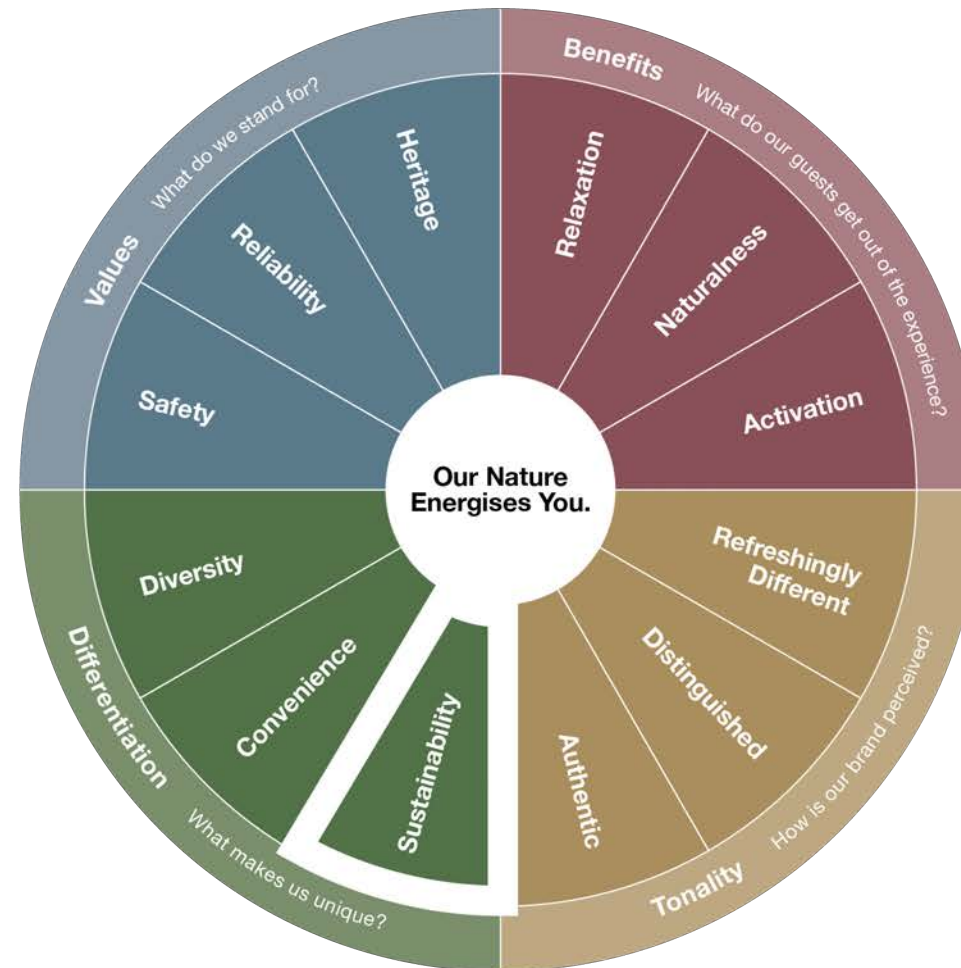 Values
What do we stand for?
Safety
Reliability
Heritage
Benefits
What do our guests get out of the experience?
Relaxation
Naturalness
Activation
Our Nature
Energises You.
Refreshingly
Different
Distinguished
Authentic
Tonality
How is our brand perceived?
Diversity
Convenience
Sustainability
Differentiation
What makes us unique?